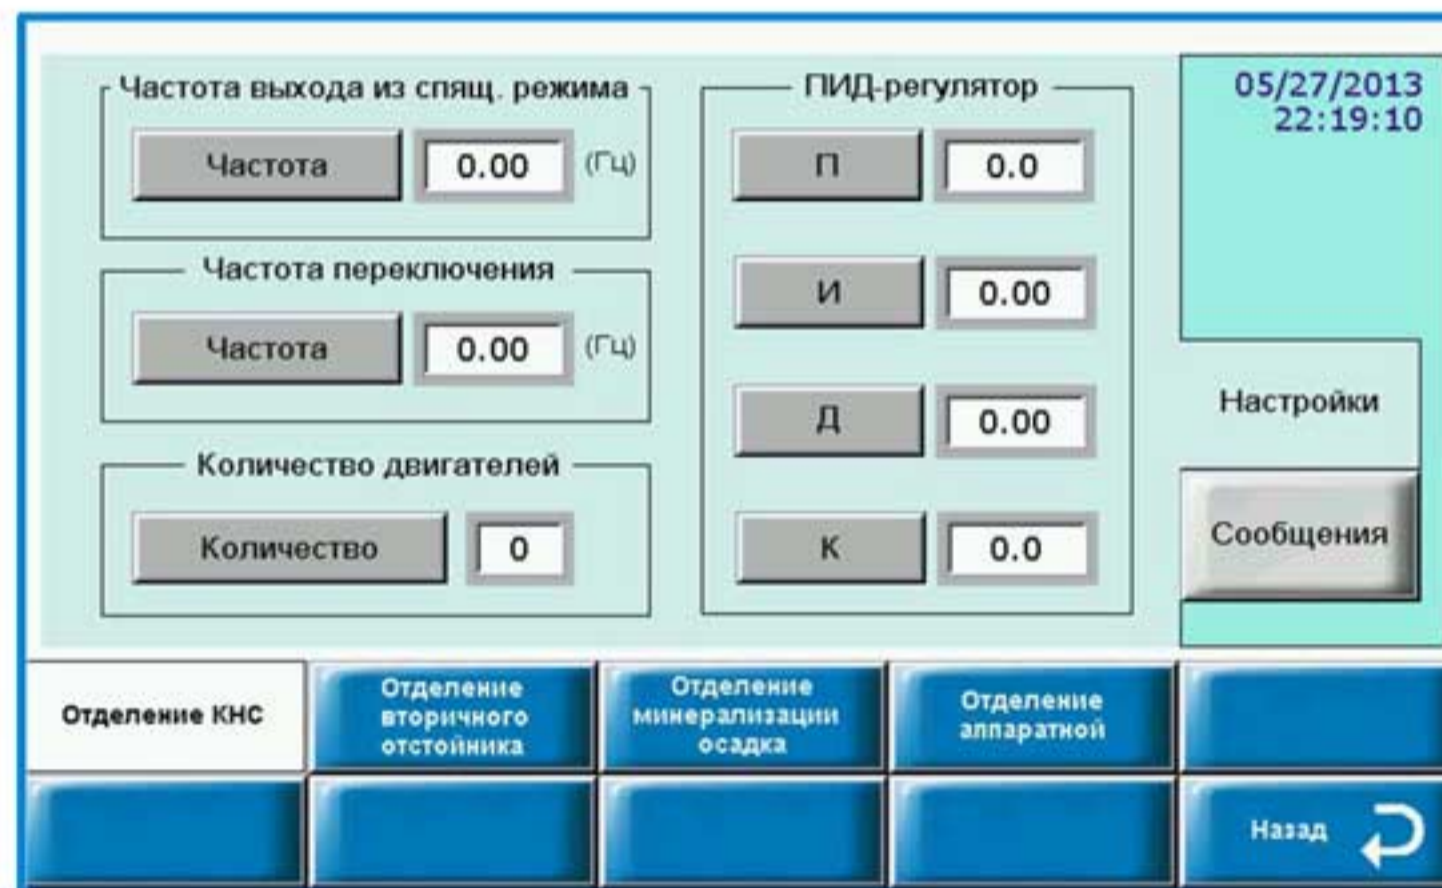 Частота выхода из спящ. режима
Частота 0.00 (Гц)
Частота переключения
Частота 0.00 (Гц)
Количество двигателей
Количество 0
ПИД-регулятор
П 0.0
И 0.00
Д 0.00
К 0.0
05/27/2013
22:19:10
Настройки
Сообщения
Отделение КНС
Отделение
вторичного
отстойника
Отделение
минерализации
осадка
Отделение
аппаратной
Назад